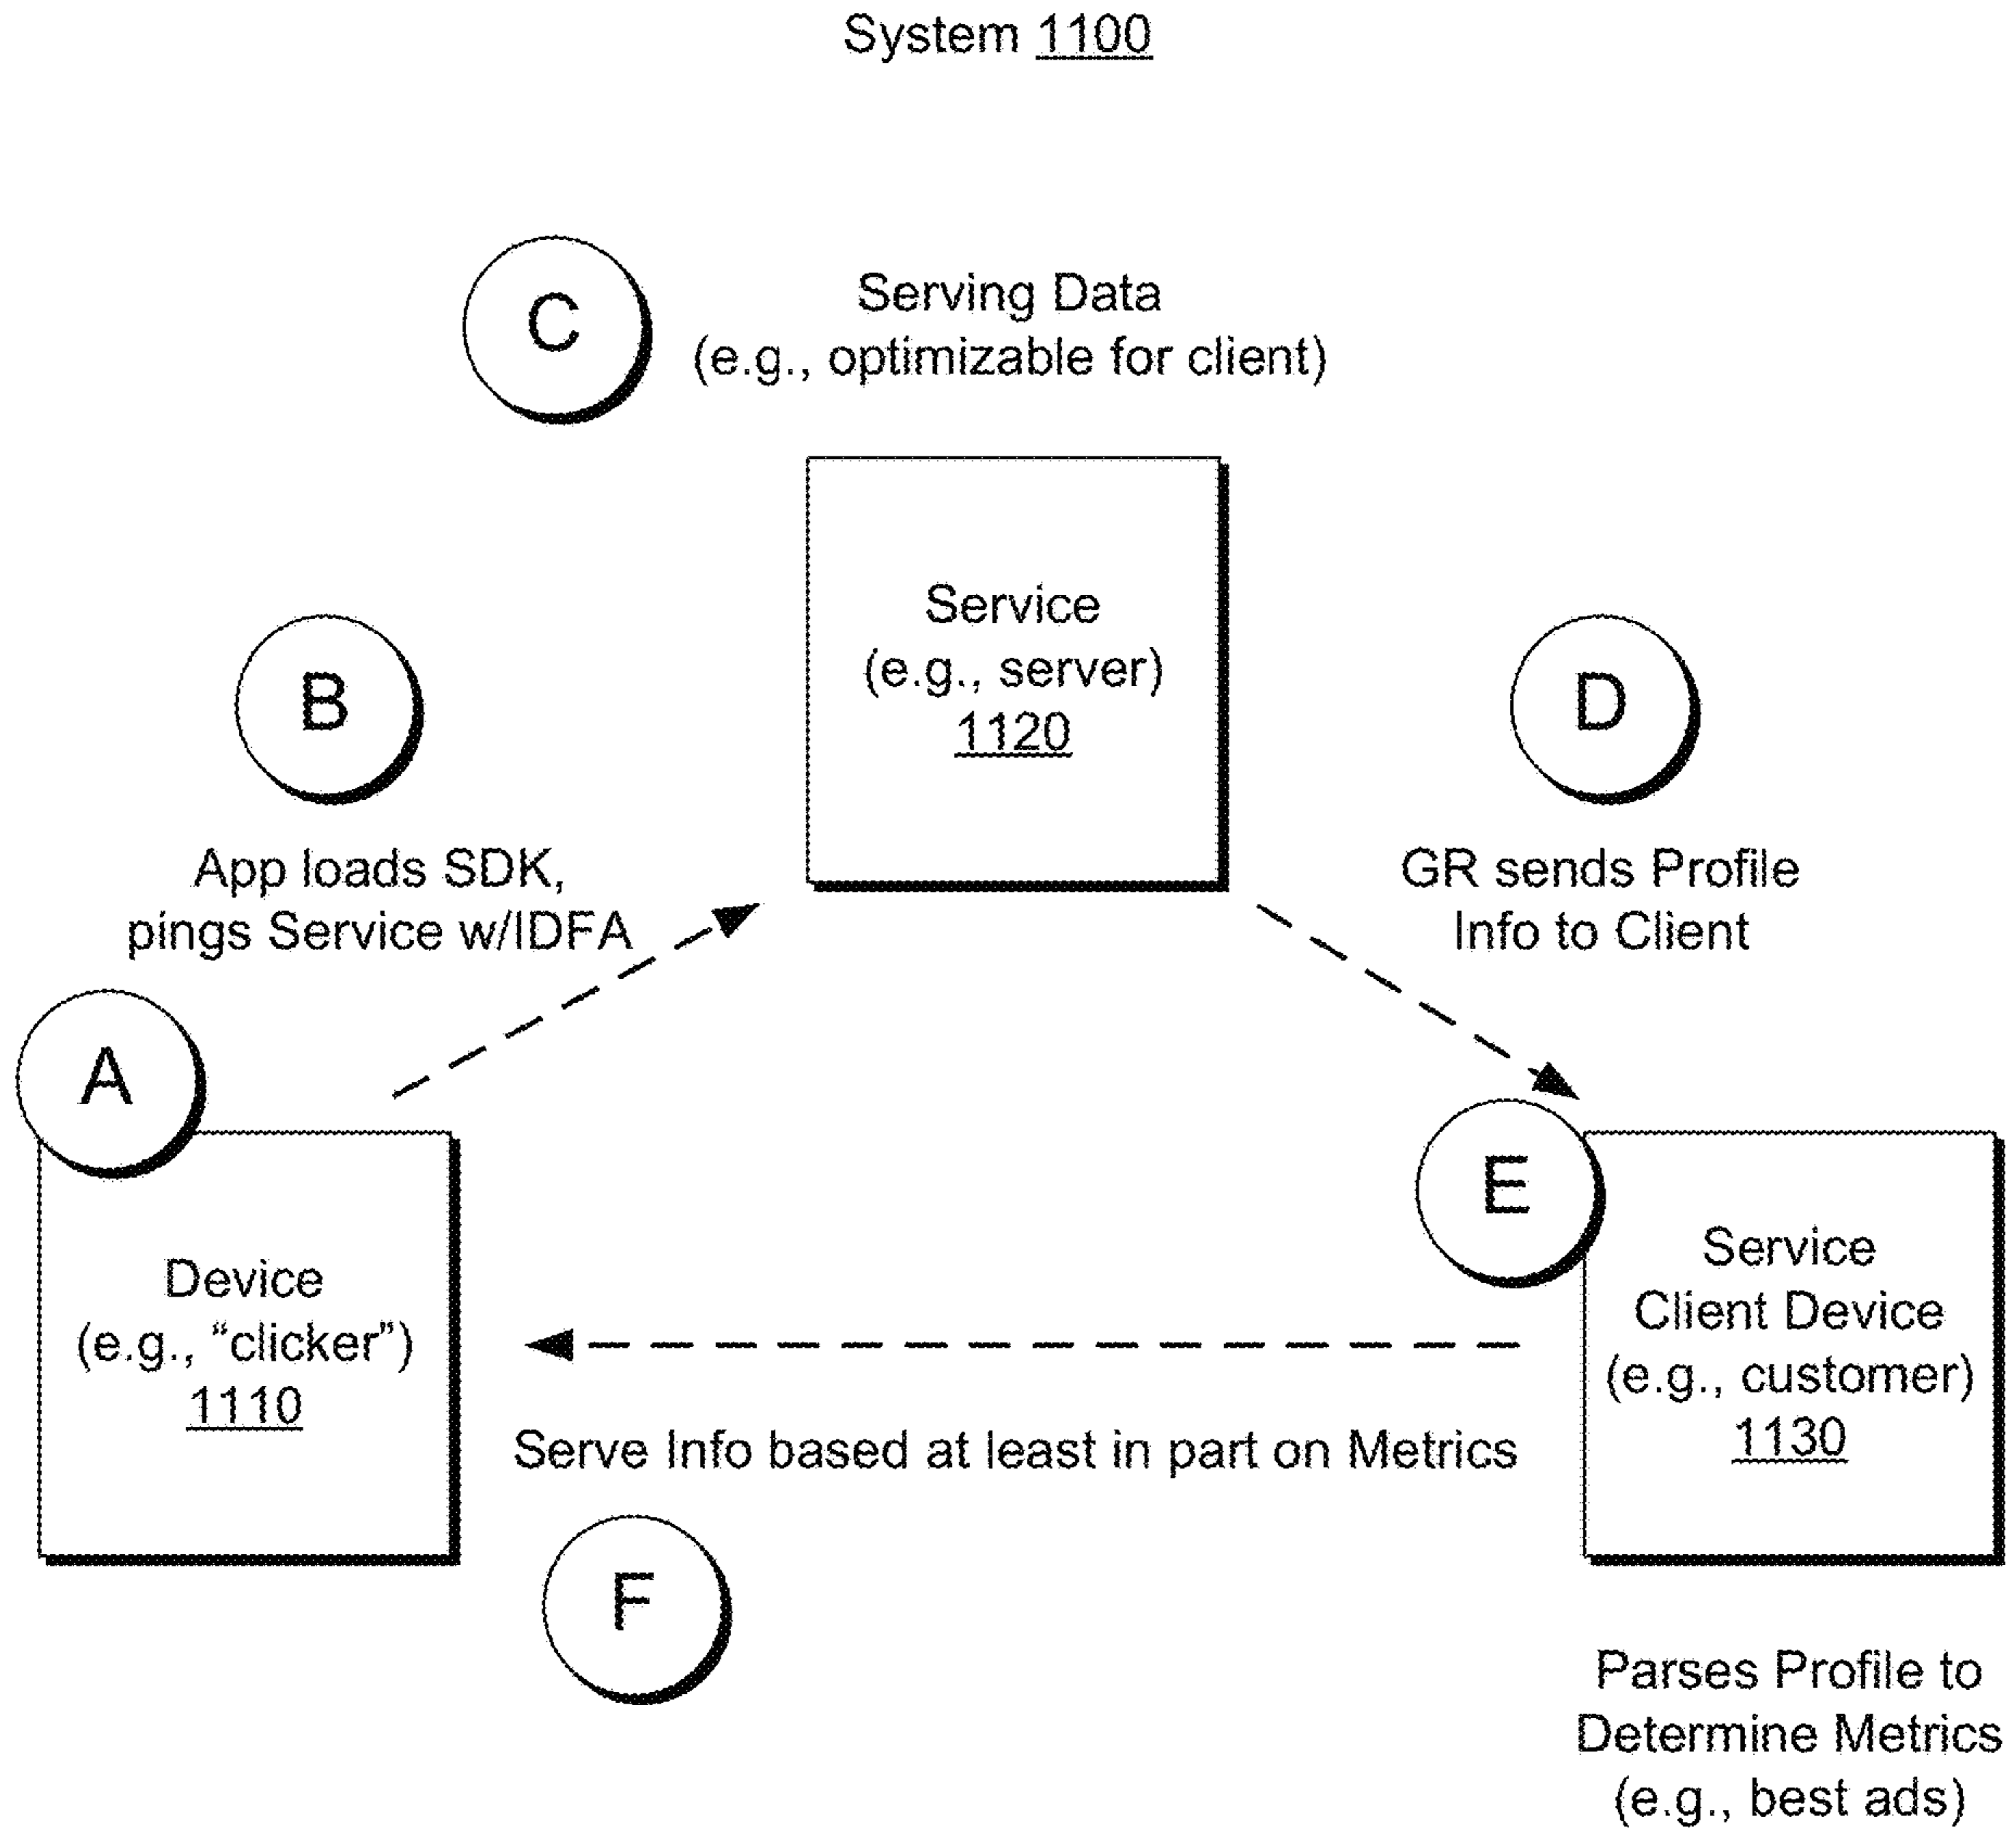 System 1100
C
Serving Data
(e.g., optimizable for client)
Service
(e.g., server)
1120
B
App loads SDK,
pings Service w/IDFA
D
GR sends Profile
Info to Client
A
Device
(e.g., “clicker”)
1110
E
Service
Client Device
(e.g., customer)
1130
Serve Info based at least in part on Metrics
F
Parses Profile to
Determine Metrics
(e.g., best ads)